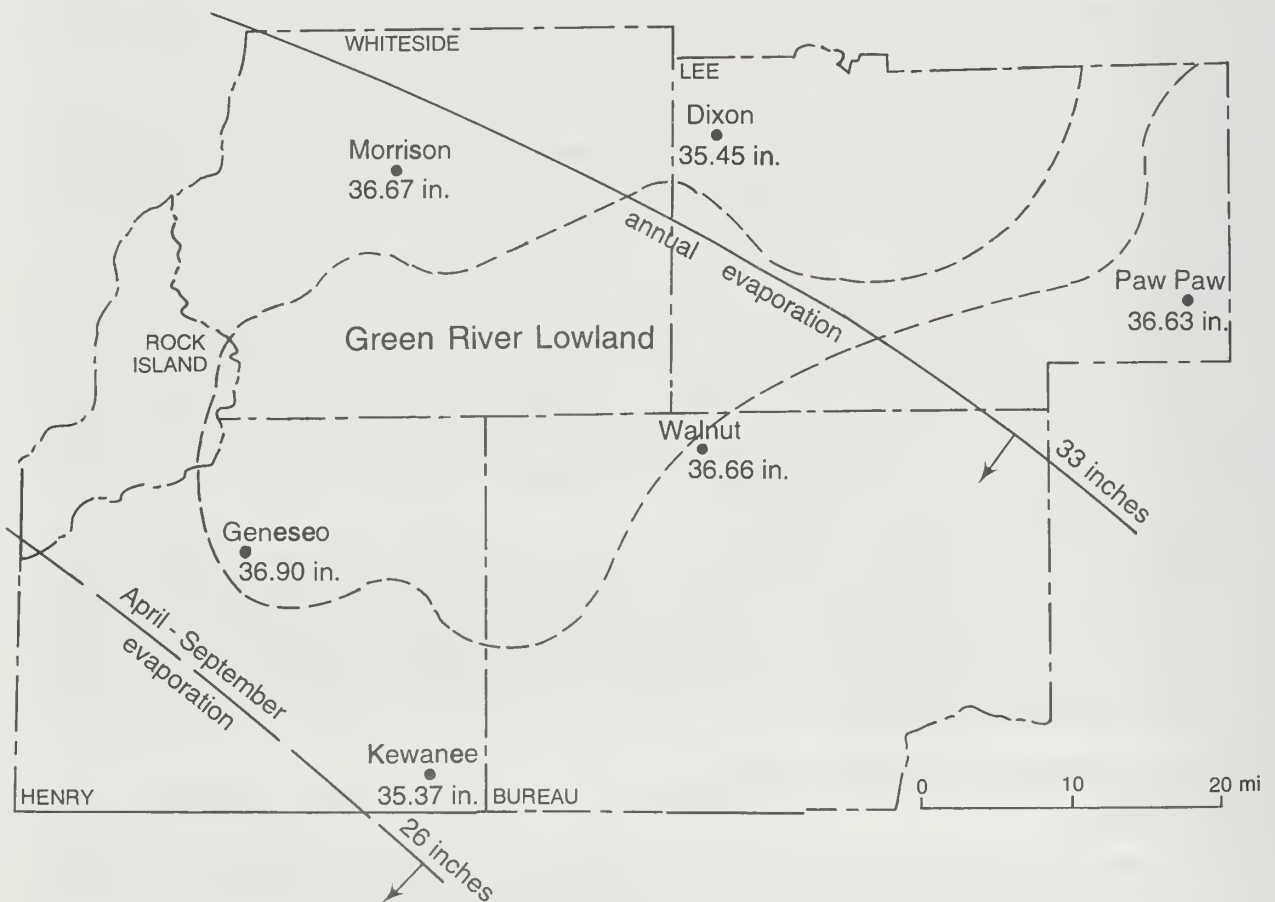 WHITESIDE
LEE
Dixon
35.45 in.
Morrison
36.67 in.
annual
evaporation
Paw Paw
36.63 in.
ROCK
ISLAND
Green River Lowland
Walnut
36.66 in.
33 inches
Geneseo
36.90 in.
April - September
evaporation
Kewanee
35.37 in.
HENRY
BUREAU
0 10 20 mi
26 inches